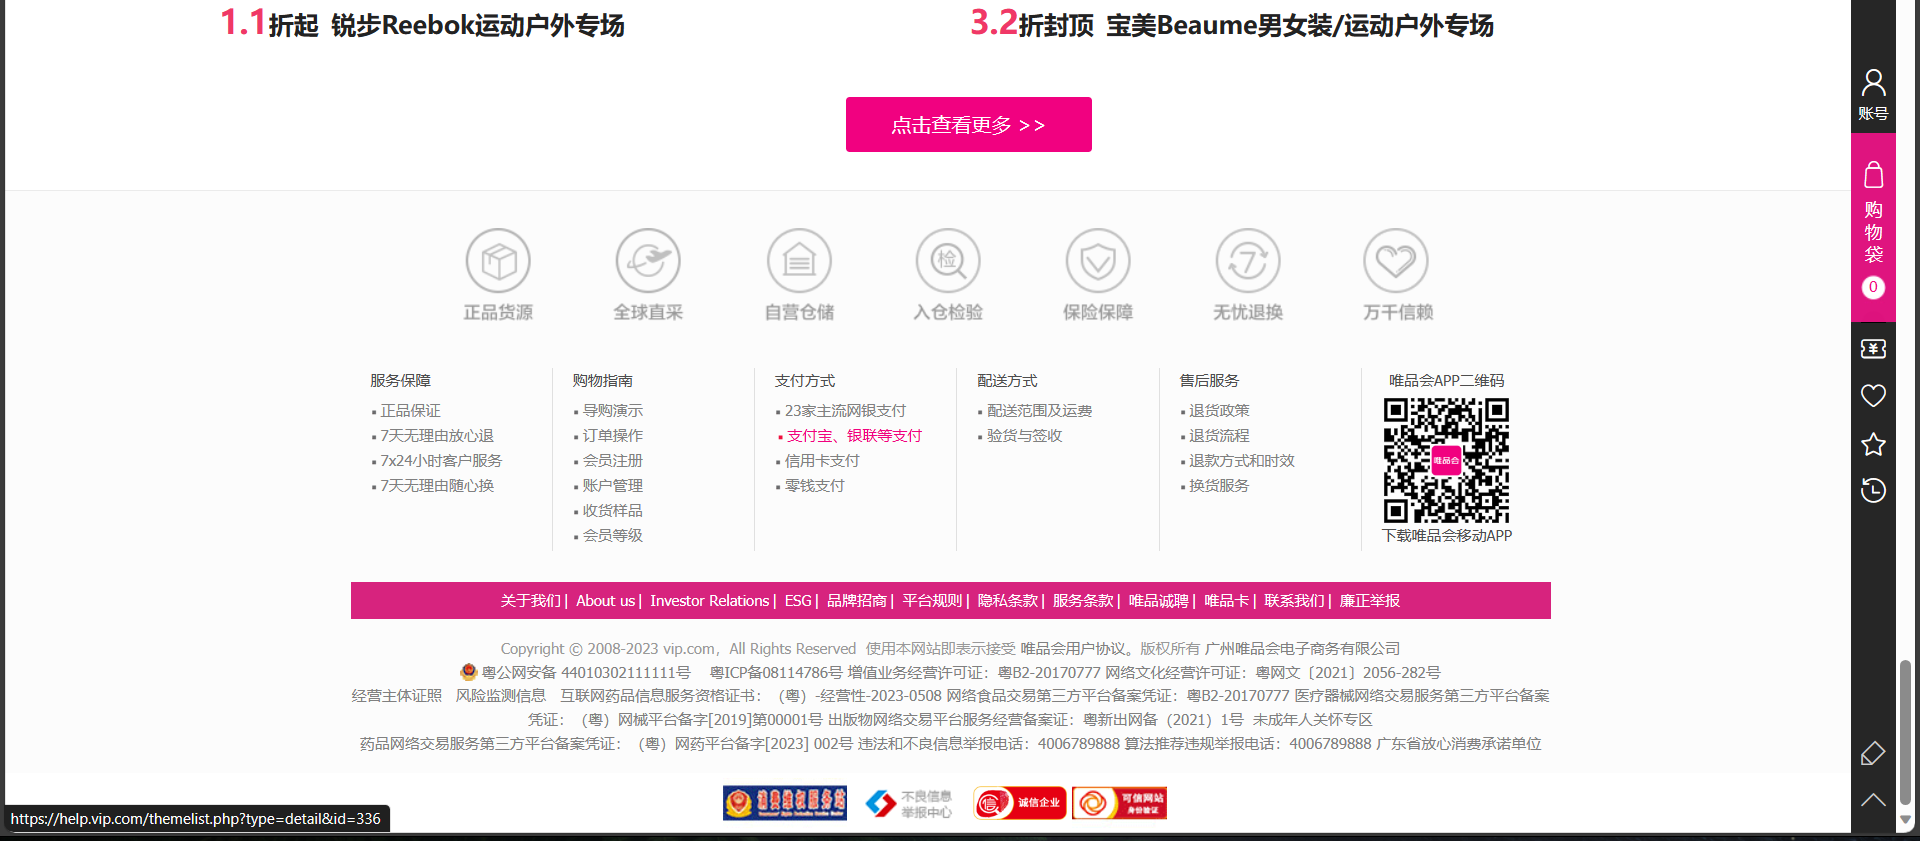 1.1折起 锐步Reebok运动户外专场
3.2折封顶 宝美Beaume男女装/运动户外专场
点击查看更多 >>
正品货源
全球直采
自营仓储
检
入仓检验
保险保障
7
无忧退换
万千信赖
服务保障
正品保证
7天无理由放心退
7x24小时客户服务
7天无理由随心换
购物指南
导购演示
订单操作
会员注册
账户管理
收货样品
会员等级
支付方式
23家主流网银支付
支付宝、银联等支付
信用卡支付
零钱支付
配送方式
配送范围及运费
验货与签收
售后服务
退货政策
退货流程
退款方式和时效
换货服务
唯品会APP二维码
唯品会
下载唯品会移动APP
关于我们| About us| Investor Relations| ESG| 品牌招商| 平台规则| 隐私条款| 服务条款| 唯品诚聘| 唯品卡| 联系我们| 廉正举报
Copyright © 2008-2023 vip.com，All Rights Reserved 使用本网站即表示接受 唯品会用户协议。版权所有 广州唯品会电子商务有限公司
粤公网安备 44010302111111号 粤ICP备08114786号 增值业务经营许可证：粤B2-20170777 网络文化经营许可证：粤网文〔2021〕2056-282号
经营主体证照 风险监测信息 互联网药品信息服务资格证书：（粤）-经营性-2023-0508 网络食品交易第三方平台备案凭证：粤B2-20170777 医疗器械网络交易服务第三方平台备案
凭证：（粤）网械平台备字[2019]第00001号 出版物网络交易平台服务经营备案证：粤新出网备（2021）1号 未成年人关怀专区
药品网络交易服务第三方平台备案凭证：（粤）网药平台备字[2023] 002号 违法和不良信息举报电话：4006789888 算法推荐违规举报电话：4006789888 广东省放心消费承诺单位
消费维权服务站
不良信息
举报中心
信
诚信企业
可信网站
身份验证
https://help.vip.com/themelist.php?type=detail&id=336
账号
购物袋
0